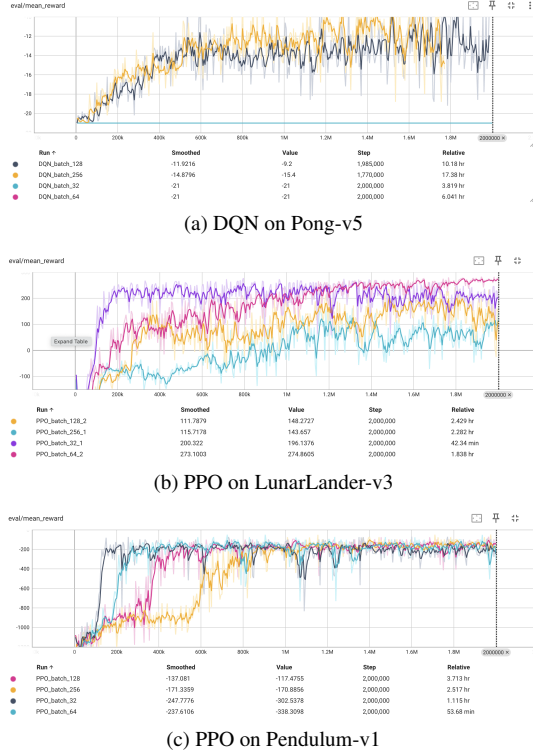 eval/mean_reward
-12
-14
-16
-18
-20
200k 400k 600k 800k 1M 1.2M 1.4M 1.6M 1.8M 2000000 ×
Run ↑ Smoothed Value Step Relative
DQN_batch_128 -11.9216 -9.2 1,985,000 10.18 hr
DQN_batch_256 -14.8796 -15.4 1,770,000 17.38 hr
DQN_batch_32 -21 -21 2,000,000 3.819 hr
DQN_batch_64 -21 -21 2,000,000 6.041 hr
(a) DQN on Pong-v5
eval/mean_reward
200
100
Expand Table
0
-100
0 200k 400k 600k 800k 1M 1.2M 1.4M 1.6M 1.8M 2000000 ×
Run ↑ Smoothed Value Step Relative
PPO_batch_128_2 111.7879 148.2727 2,000,000 2.429 hr
PPO_batch_256_1 115.7178 143.657 2,000,000 2.282 hr
PPO_batch_32_1 200.322 196.1376 2,000,000 42.34 min
PPO_batch_64_2 273.1003 274.8605 2,000,000 1.838 hr
(b) PPO on LunarLander-v3
eval/mean_reward
-200
-400
-600
-800
-1000
0 200k 400k 600k 800k 1M 1.2M 1.4M 1.6M 1.8M 2000000 ×
Run ↑ Smoothed Value Step Relative
PPO_batch_128 -137.081 -117.4755 2,000,000 3.713 hr
PPO_batch_256 -171.3359 -170.8856 2,000,000 2.517 hr
PPO_batch_32 -247.7776 -302.5378 2,000,000 1.115 hr
PPO_batch_64 -237.6106 -338.3098 2,000,000 53.68 min
(c) PPO on Pendulum-v1